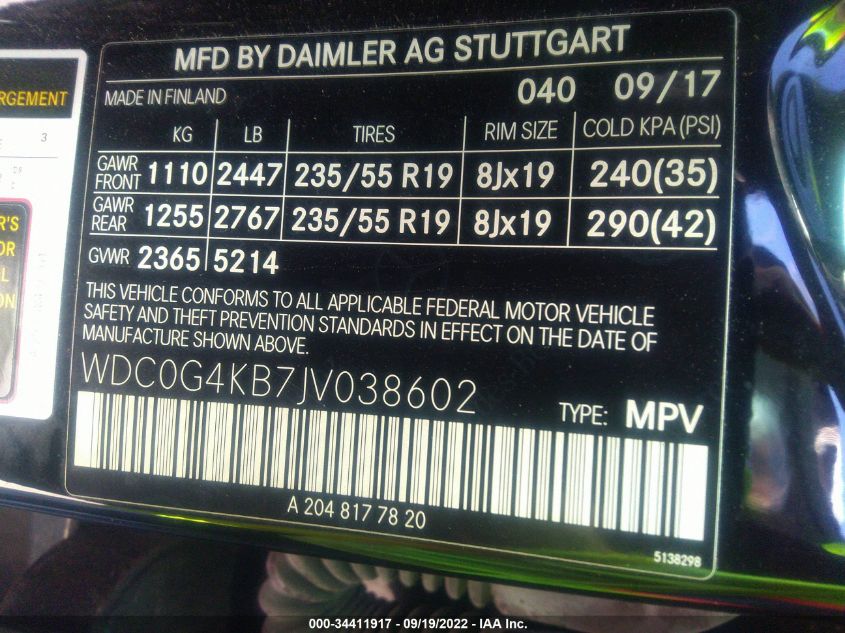 MFD BY DAIMLER AG STUTTGART
MADE IN FINLAND 040 09/17
KG LB TIRES RIM SIZE COLD KPA (PSI)
GAWR FRONT 1110 2447 235/55 R19 8Jx19 240(35)
GAWR REAR 1255 2767 235/55 R19 8Jx19 290(42)
GVWR 2365 5214
THIS VEHICLE CONFORMS TO ALL APPLICABLE FEDERAL MOTOR VEHICLE
SAFETY AND THEFT PREVENTION STANDARDS IN EFFECT ON THE DATE OF
MANUFACTURE SHOWN ABOVE.
WDC0G4KB7JV038602 TYPE: MPV
A 204 817 78 20
5138298
3
000-34411917 - 09/19/2022 - IAA Inc.